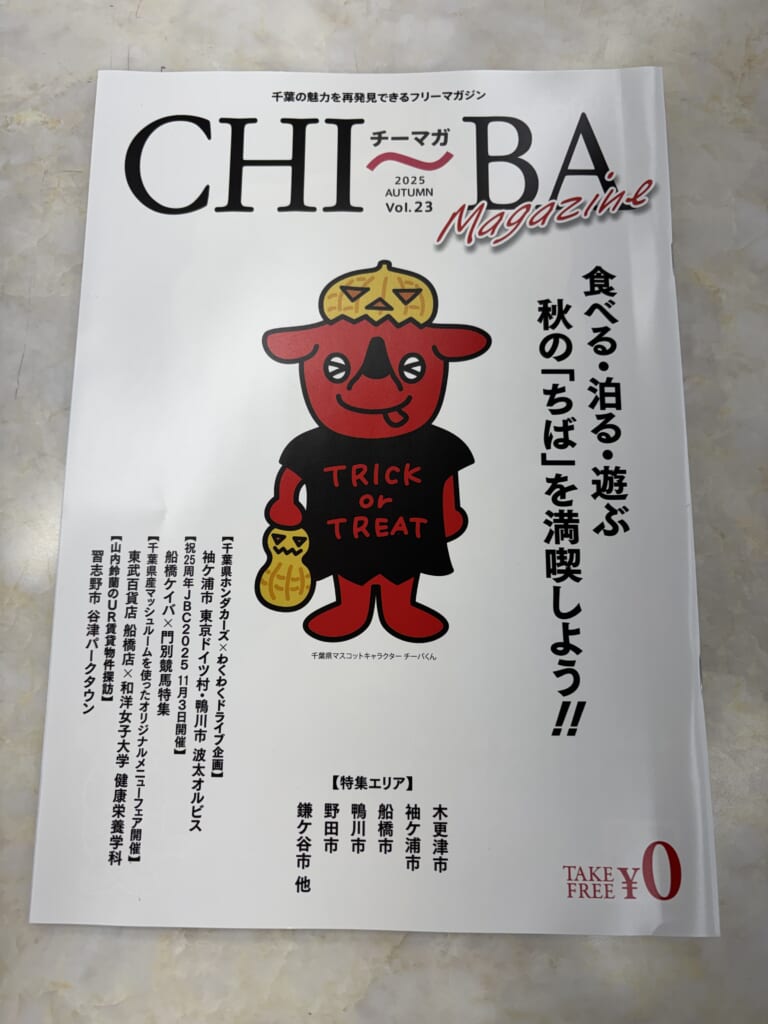 千葉の魅力を再発見できるフリーマガジン
CHI〜BA
チーマガ
2025
AUTUMN
Vol.23
Magazine
食べる・泊る・遊ぶ
秋の「ちば」を満喫しよう!!
TRICK
or
TREAT
千葉県マスコットキャラクター チーバくん
【千葉県ホンダカーズ×わくわくドライブ企画】
袖ケ浦市 東京ドイツ村・鴨川市 波太オルビス
【祝25周年JBC2025 11月3日開催】
船橋ケイバ×門別競馬特集
【千葉県産マッシュルームを使ったオリジナルメニューフェア開催】
東武百貨店 船橋店×和洋女子大学 健康栄養学科
【山内鈴蘭のUR賃貸物件探訪】
習志野市 谷津パークタウン
【特集エリア】
木更津市
袖ケ浦市
船橋市
鴨川市
野田市
鎌ケ谷市 他
TAKE
FREE
¥0